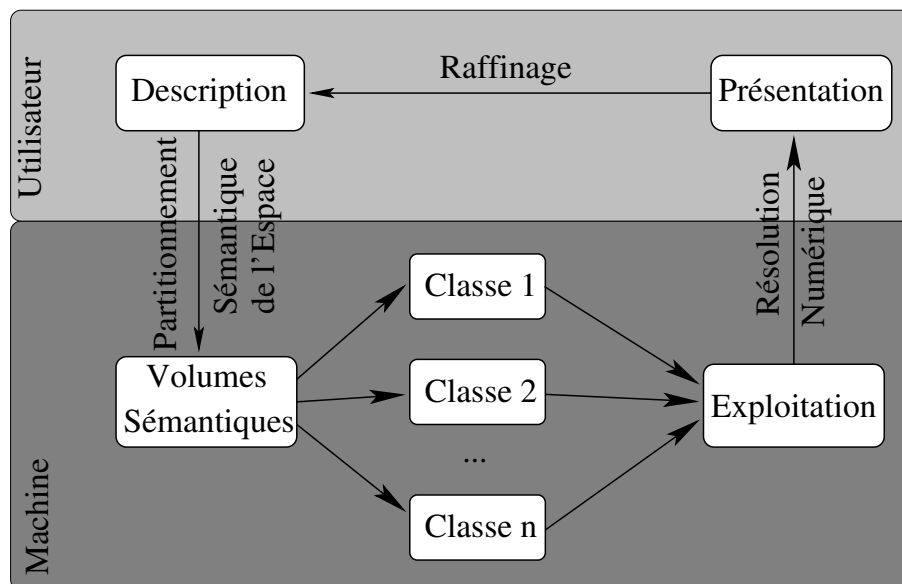 Utilisateur
Description
Raffinage
Présentation
Partitionnement
Sémantique
de l'Espace
Résolution
Numérique
Machine
Volumes
Sémantiques
Classe 1
Classe 2
...
Classe n
Exploitation